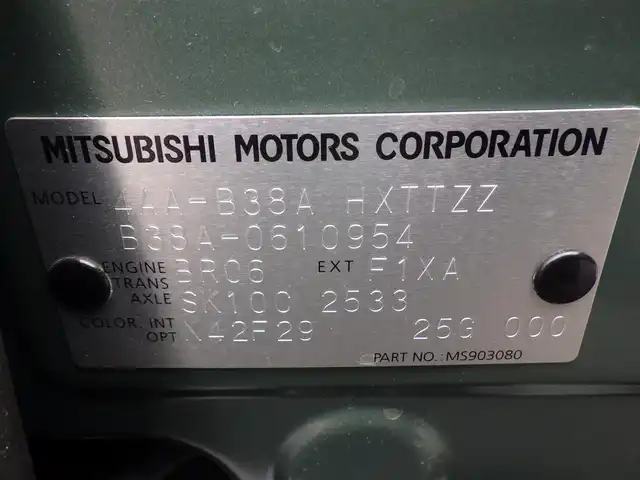 MITSUBISHI MOTORS CORPORATION
MODEL 4AA-B38A HXTTZZ
B38A-0610954
ENGINE BR06 EXT F1XA
TRANS
AXLE SK10C 2533
COLOR, INT X42F29 25G 000
OPT
PART NO.: MS903080